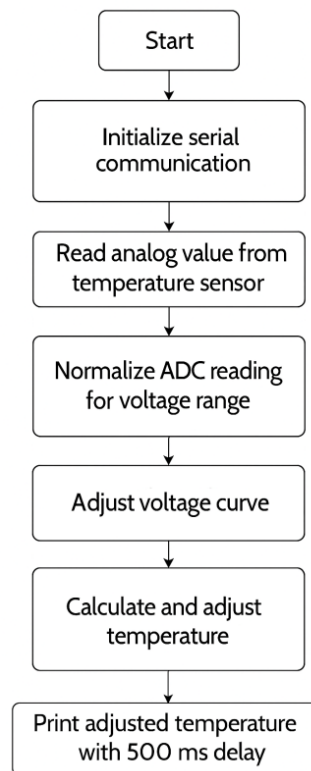 Start
Initialize serial
communication
Read analog value from
temperature sensor
Normalize ADC reading
for voltage range
Adjust voltage curve
Calculate and adjust
temperature
Print adjusted temperature
with 500 ms delay